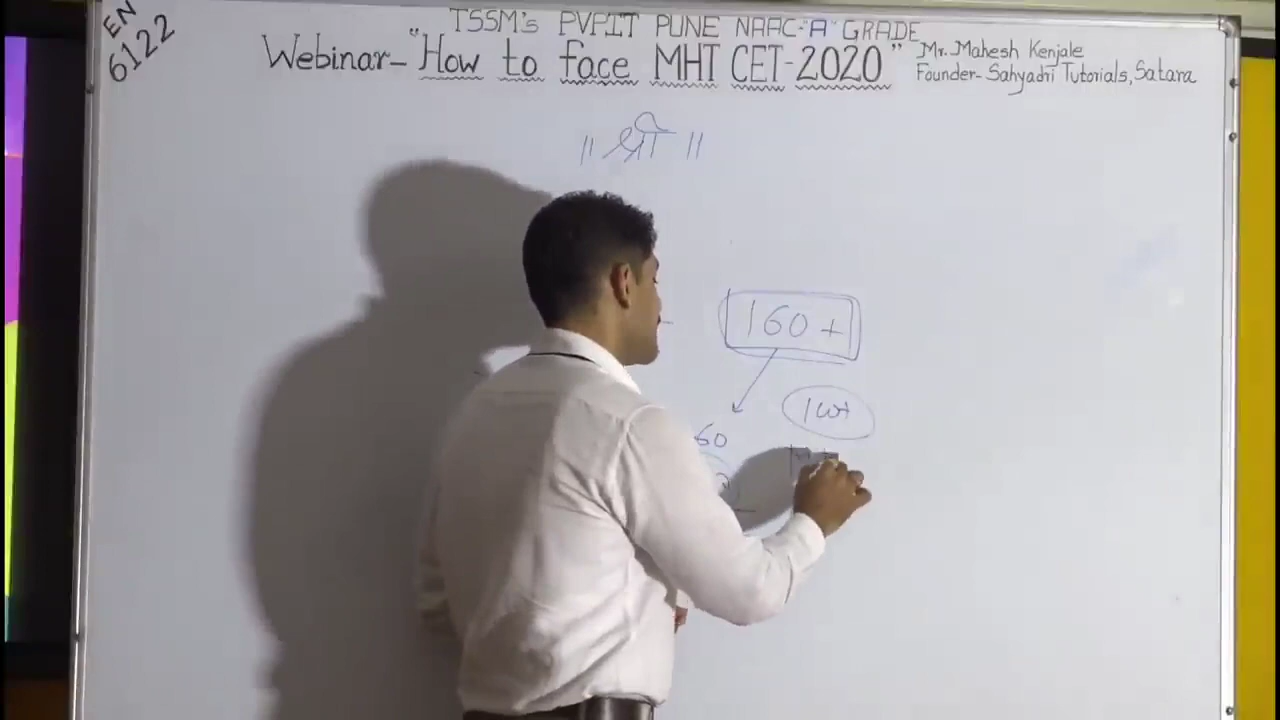 EN
6122
TSSM's PVPIT PUNE NAAC-"A" GRADE
Webinar- "How to face MHT CET-2020"
Mr. Mahesh Kenjale
Founder- Sahyadri Tutorials, Satara
॥ श्री ॥
160+
60